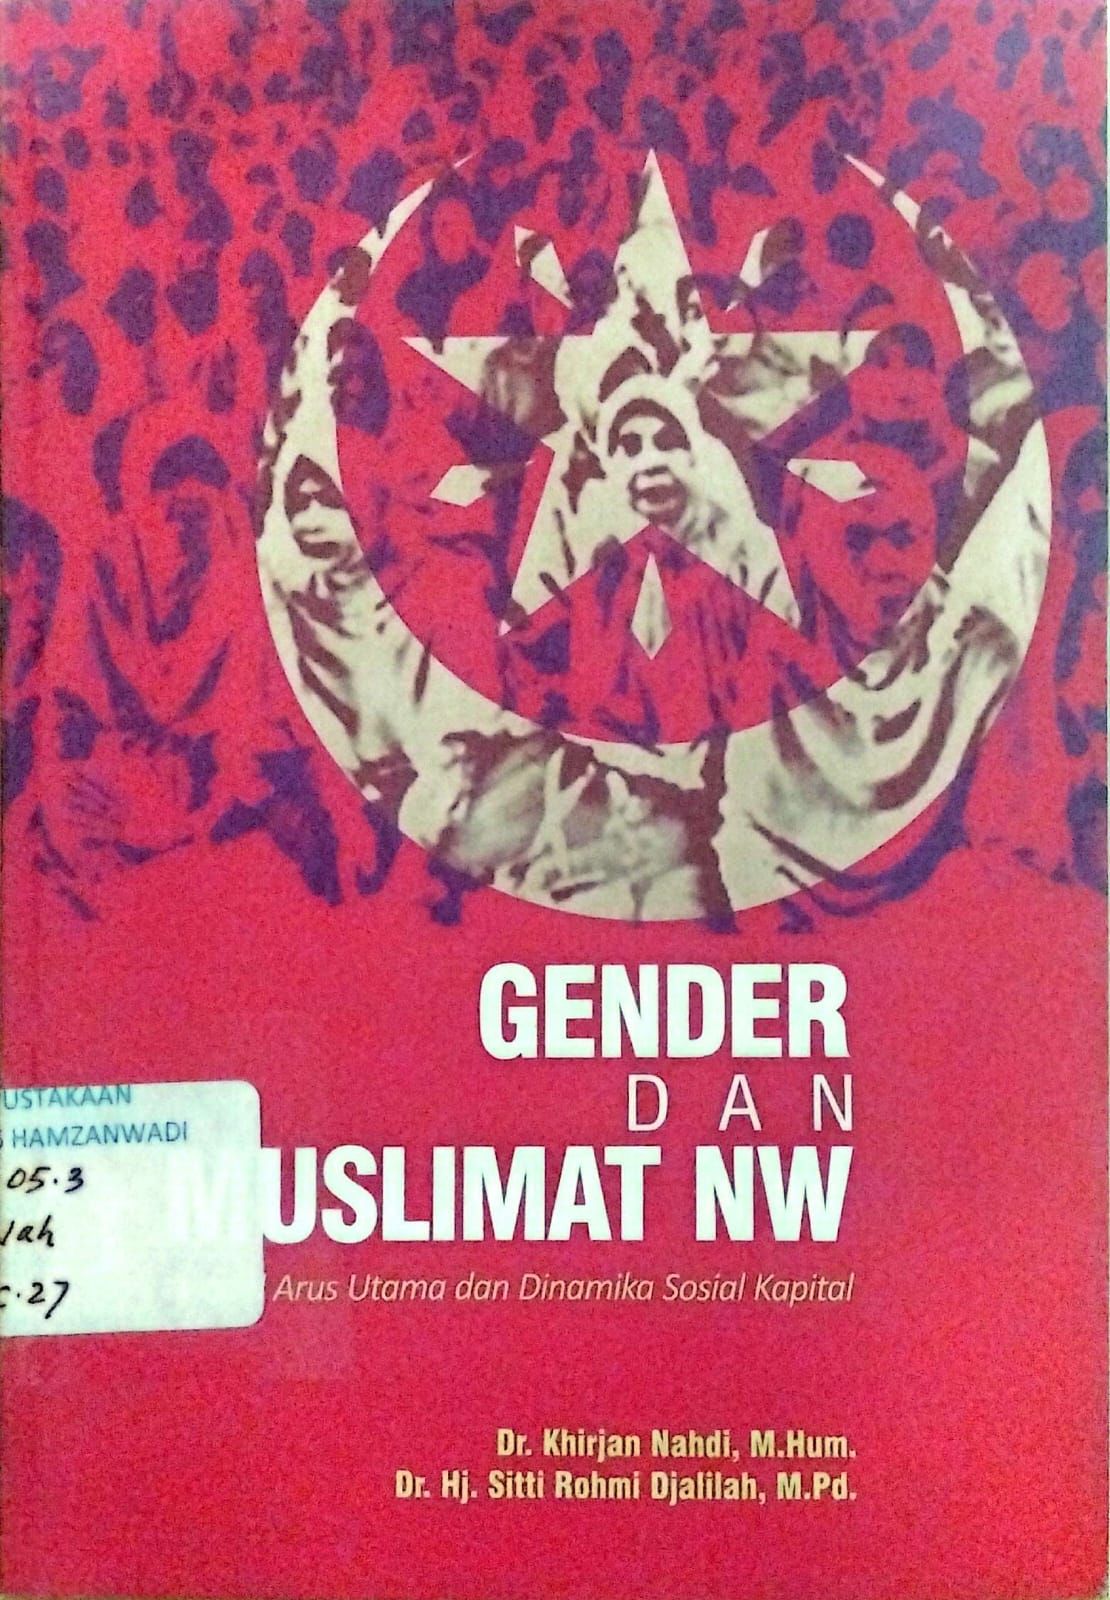 GENDER
DAN
MUSLIMAT NW
Arus Utama dan Dinamika Sosial Kapital
USTAKAAN
HAMZANWADI
05.3
ah
c.27
Dr. Khirjan Nahdi, M.Hum.
Dr. Hj. Sitti Rohmi Djalilah, M.Pd.